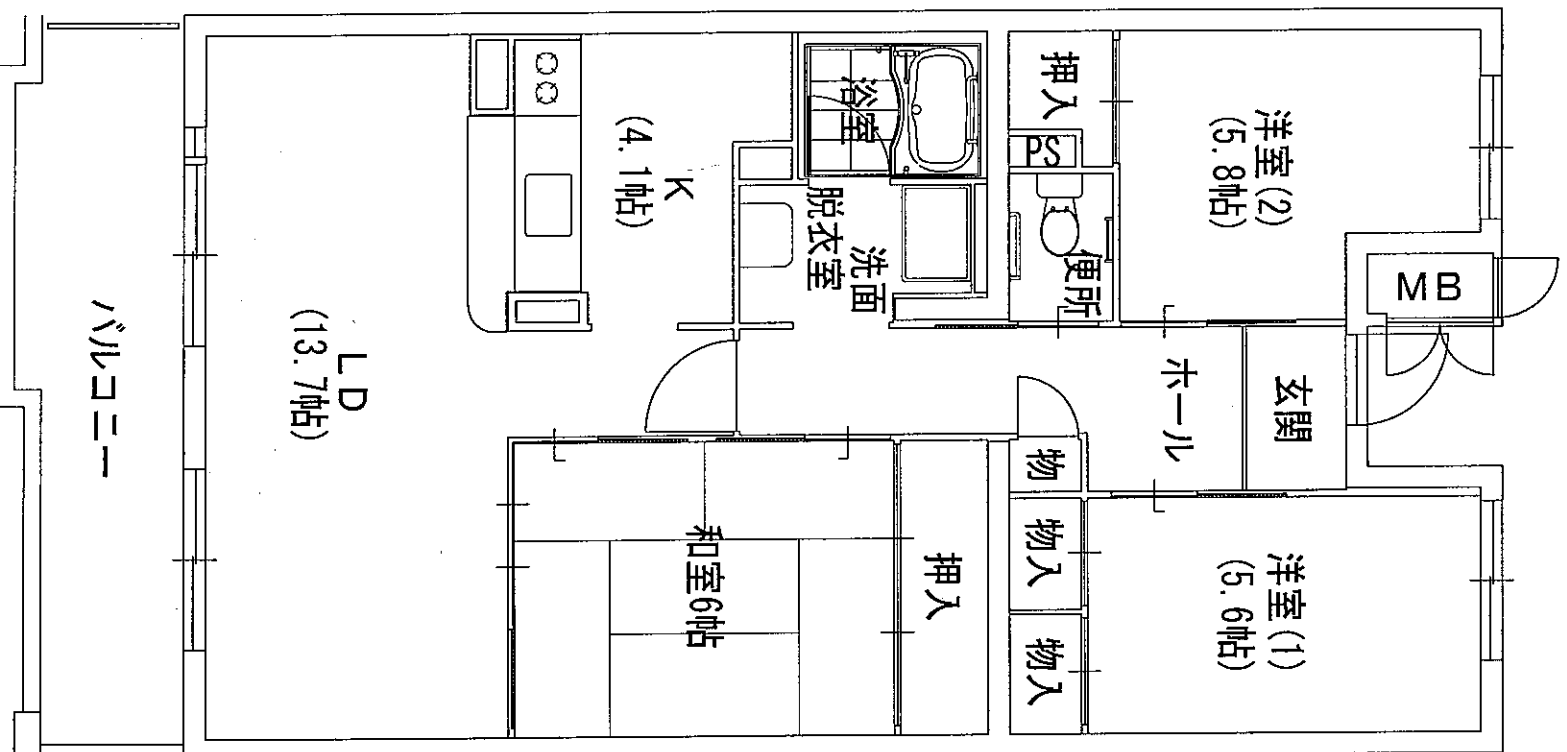 押入
洋室(2)
(5.8帖)
PS
便所
MB
浴室
洗面
脱衣室
K
(4.1帖)
ホール
玄関
LD
(13.7帖)
バルコニー
和室6帖
押入
物
物入
物入
洋室(1)
(5.6帖)